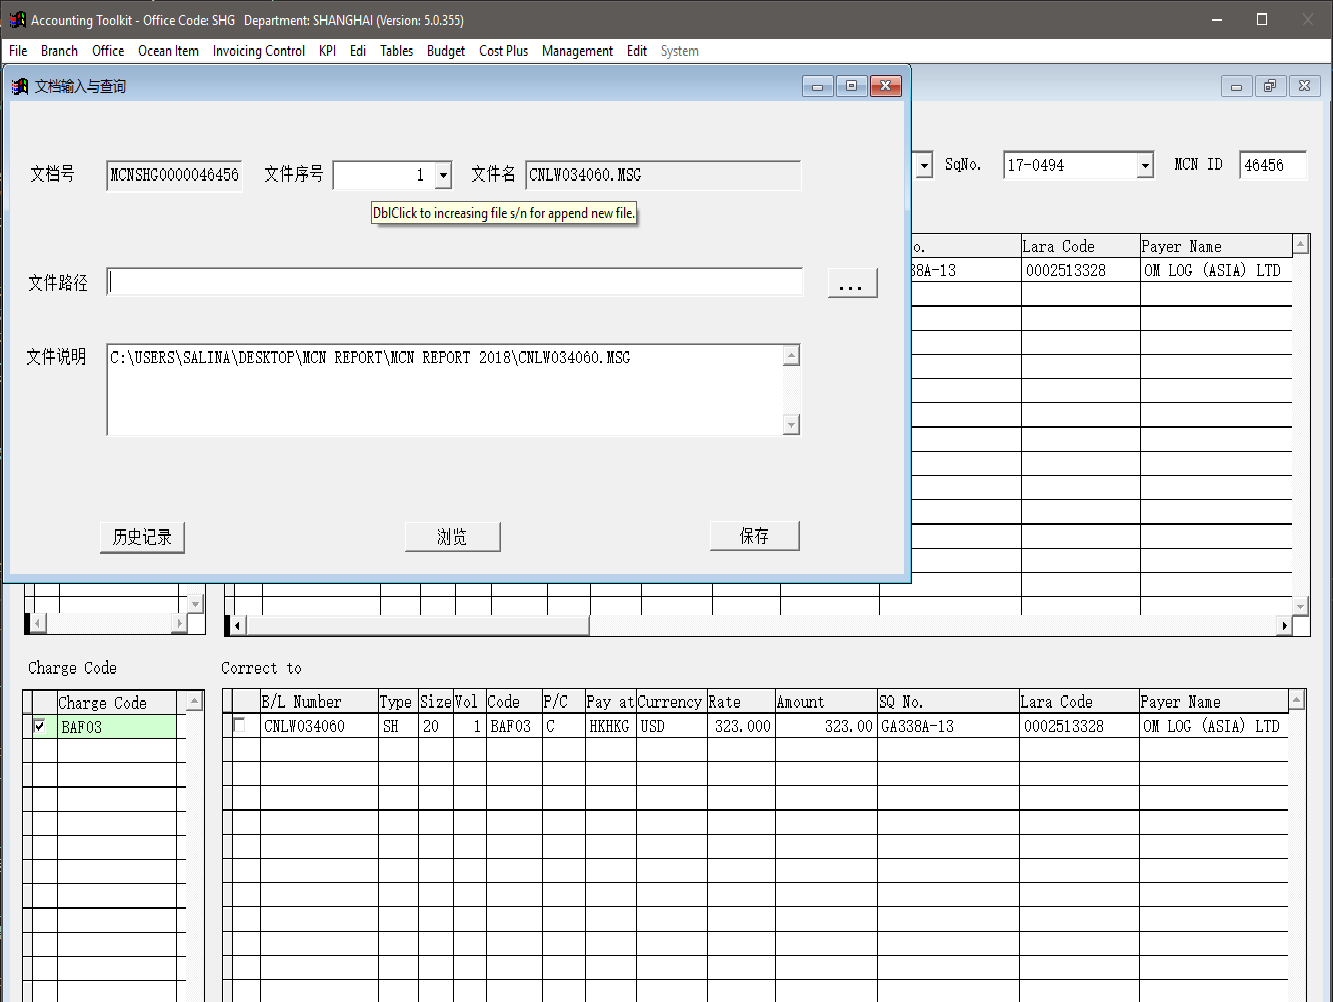 Accounting Toolkit - Office Code: SHG   Department: SHANGHAI (Version: 5.0.355)
File Branch Office Ocean Item Invoicing Control KPI Edi Tables Budget Cost Plus Management Edit System
文档输入与查询
文档号 MCNSHG0000046456 文件序号 1 文件名 CNLW034060.MSG
SqNo. 17-0494 MCN ID 46456
DblClick to increasing file s/n for append new file.
o. Lara Code Payer Name
38A-13 0002513328 OM LOG (ASIA) LTD
文件路径 ...
文件说明 C:\USERS\SALINA\DESKTOP\MCN REPORT\MCN REPORT 2018\CNLW034060.MSG
历史记录 浏览 保存
Charge Code Correct to
Charge Code
BAF03
B/L Number Type Size Vol Code P/C Pay at Currency Rate Amount SQ No. Lara Code Payer Name
CNLW034060 SH 20 1 BAF03 C HKHKG USD 323.000 323.00 GA338A-13 0002513328 OM LOG (ASIA) LTD